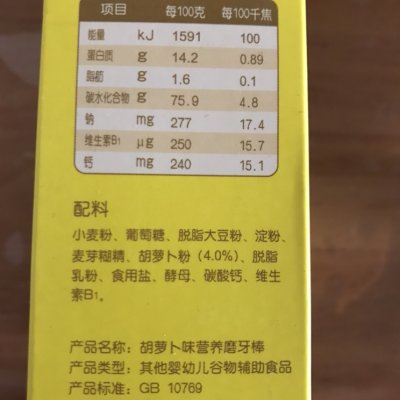 项目 每100克 每100千焦
能量 kJ 1591 100
蛋白质 g 14.2 0.89
脂肪 g 1.6 0.1
碳水化合物 g 75.9 4.8
钠 mg 277 17.4
维生素B1 μg 250 15.7
钙 mg 240 15.1
配料
小麦粉、葡萄糖、脱脂大豆粉、淀粉、
麦芽糊精、胡萝卜粉（4.0%）、脱脂
乳粉、食用盐、酵母、碳酸钙、维生
素B1。
产品名称：胡萝卜味营养磨牙棒
产品类型：其他婴幼儿谷物辅助食品
产品标准：GB 10769